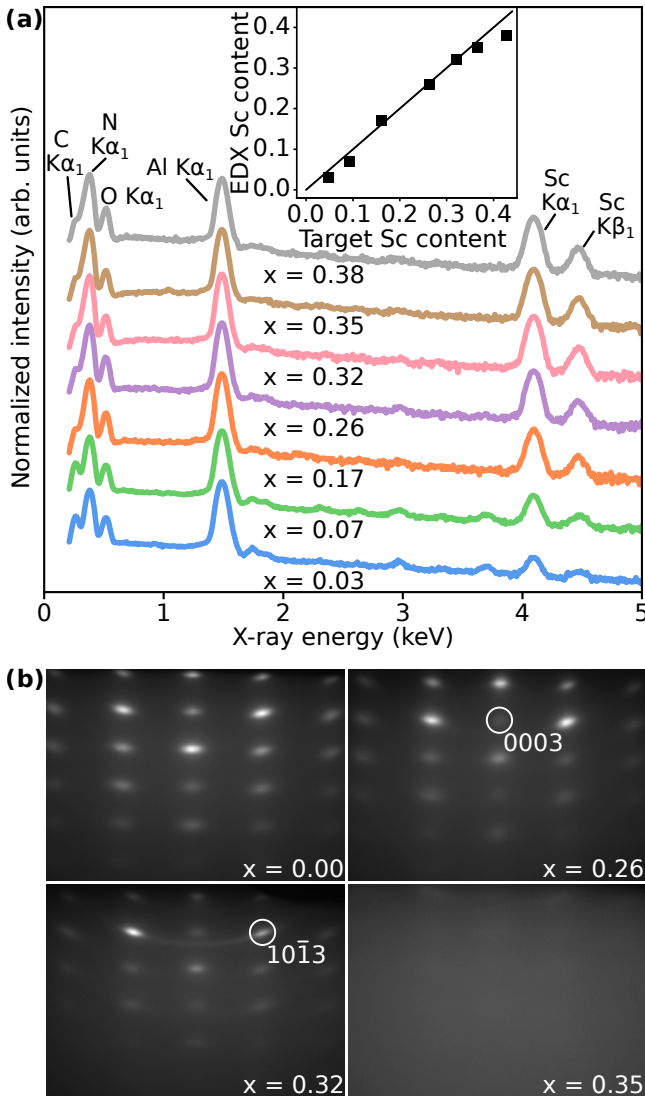 (a)
Normalized intensity (arb. units)
C
Kα₁
N
Kα₁
O Kα₁
Al Kα₁
Sc
Kα₁
Sc
Kβ₁
EDX Sc content
0.4
0.3
0.2
0.1
0.0
0.0 0.1 0.2 0.3 0.4
Target Sc content
x = 0.38
x = 0.35
x = 0.32
x = 0.26
x = 0.17
x = 0.07
x = 0.03
0 1 2 3 4 5
X-ray energy (keV)
(b)
x = 0.00
0003
x = 0.26
101̄3
x = 0.32
x = 0.35